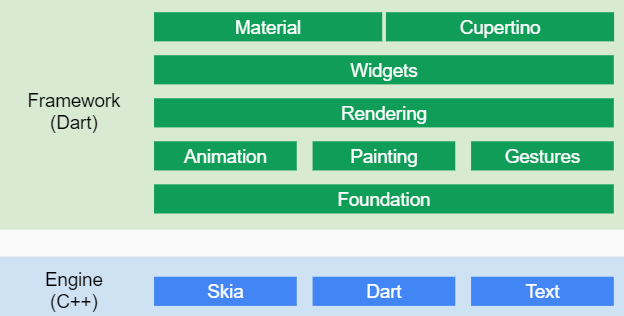 Material
Cupertino
Widgets
Framework
(Dart)
Rendering
Animation
Painting
Gestures
Foundation
Engine
(C++)
Skia
Dart
Text